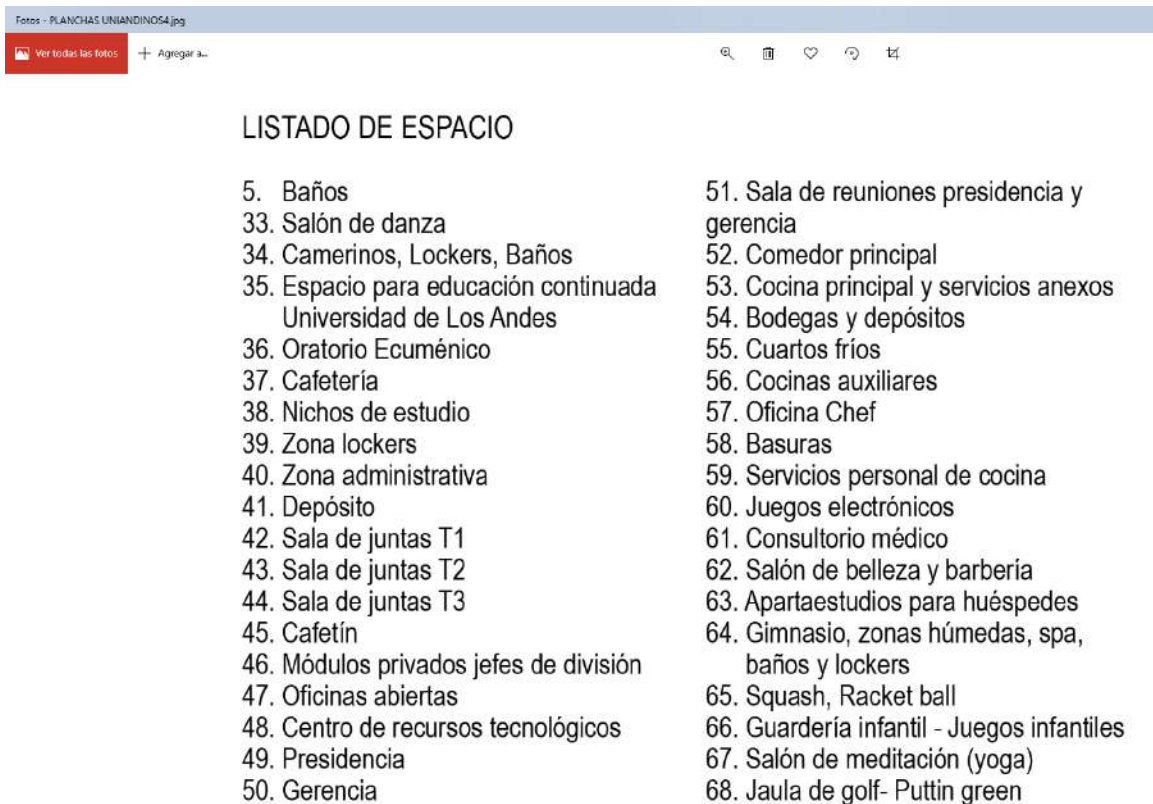 Fotos - PLANCHAS UNIANDINOS4.jpg
Ver todas las fotos
Agregar a...
LISTADO DE ESPACIO
5. Baños
33. Salón de danza
34. Camerinos, Lockers, Baños
35. Espacio para educación continuada
Universidad de Los Andes
36. Oratorio Ecuménico
37. Cafetería
38. Nichos de estudio
39. Zona lockers
40. Zona administrativa
41. Depósito
42. Sala de juntas T1
43. Sala de juntas T2
44. Sala de juntas T3
45. Cafetín
46. Módulos privados jefes de división
47. Oficinas abiertas
48. Centro de recursos tecnológicos
49. Presidencia
50. Gerencia
51. Sala de reuniones presidencia y
gerencia
52. Comedor principal
53. Cocina principal y servicios anexos
54. Bodegas y depósitos
55. Cuartos fríos
56. Cocinas auxiliares
57. Oficina Chef
58. Basuras
59. Servicios personal de cocina
60. Juegos electrónicos
61. Consultorio médico
62. Salón de belleza y barbería
63. Apartaestudios para huéspedes
64. Gimnasio, zonas húmedas, spa,
baños y lockers
65. Squash, Racket ball
66. Guardería infantil - Juegos infantiles
67. Salón de meditación (yoga)
68. Jaula de golf- Puttin green